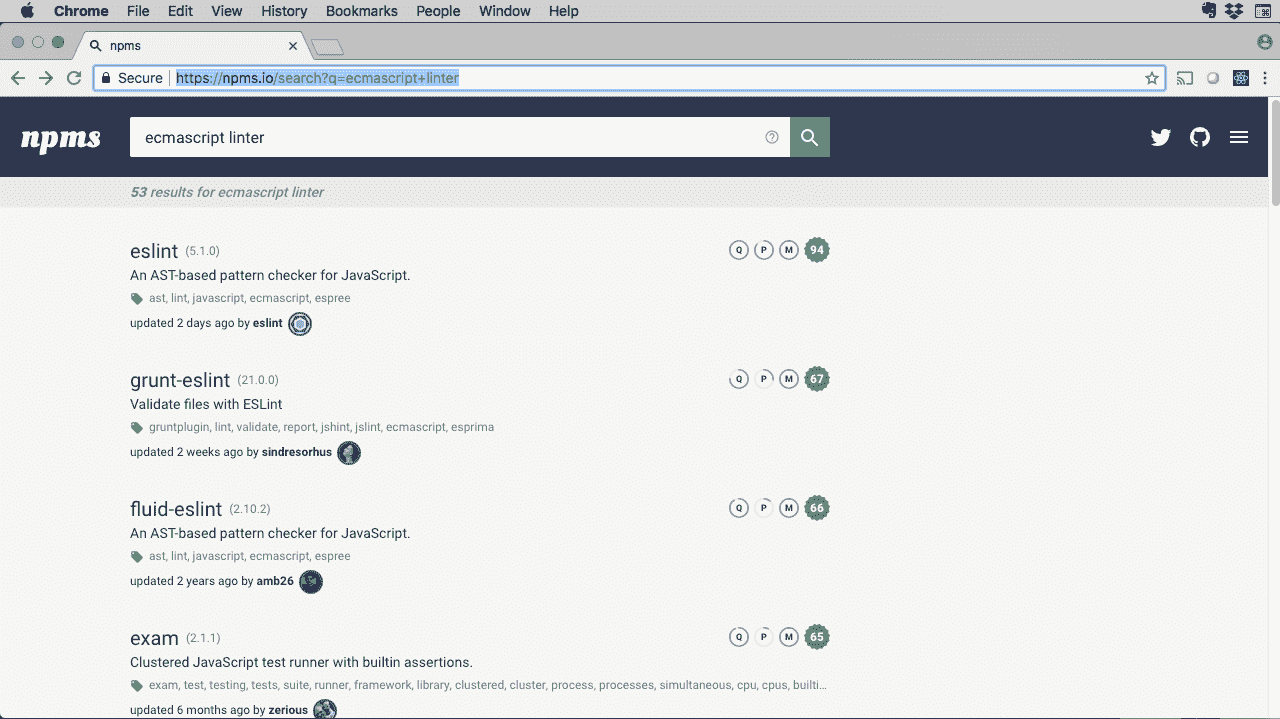 Chrome File Edit View History Bookmarks People Window Help
npms
Secure https://npms.io/search?q=ecmascript+linter
npms ecmascript linter
53 results for ecmascript linter
eslint (5.1.0) Q P M 94
An AST-based pattern checker for JavaScript.
ast, lint, javascript, ecmascript, espree
updated 2 days ago by eslint
grunt-eslint (21.0.0) Q P M 67
Validate files with ESLint
gruntplugin, lint, validate, report, jshint, jslint, ecmascript, esprima
updated 2 weeks ago by sindresorhus
fluid-eslint (2.10.2) Q P M 66
An AST-based pattern checker for JavaScript.
ast, lint, javascript, ecmascript, espree
updated 2 years ago by amb26
exam (2.1.1) Q P M 65
Clustered JavaScript test runner with builtin assertions.
exam, test, testing, tests, suite, runner, framework, library, clustered, cluster, process, processes, simultaneous, cpu, cpus, builti...
updated 6 months ago by zerious